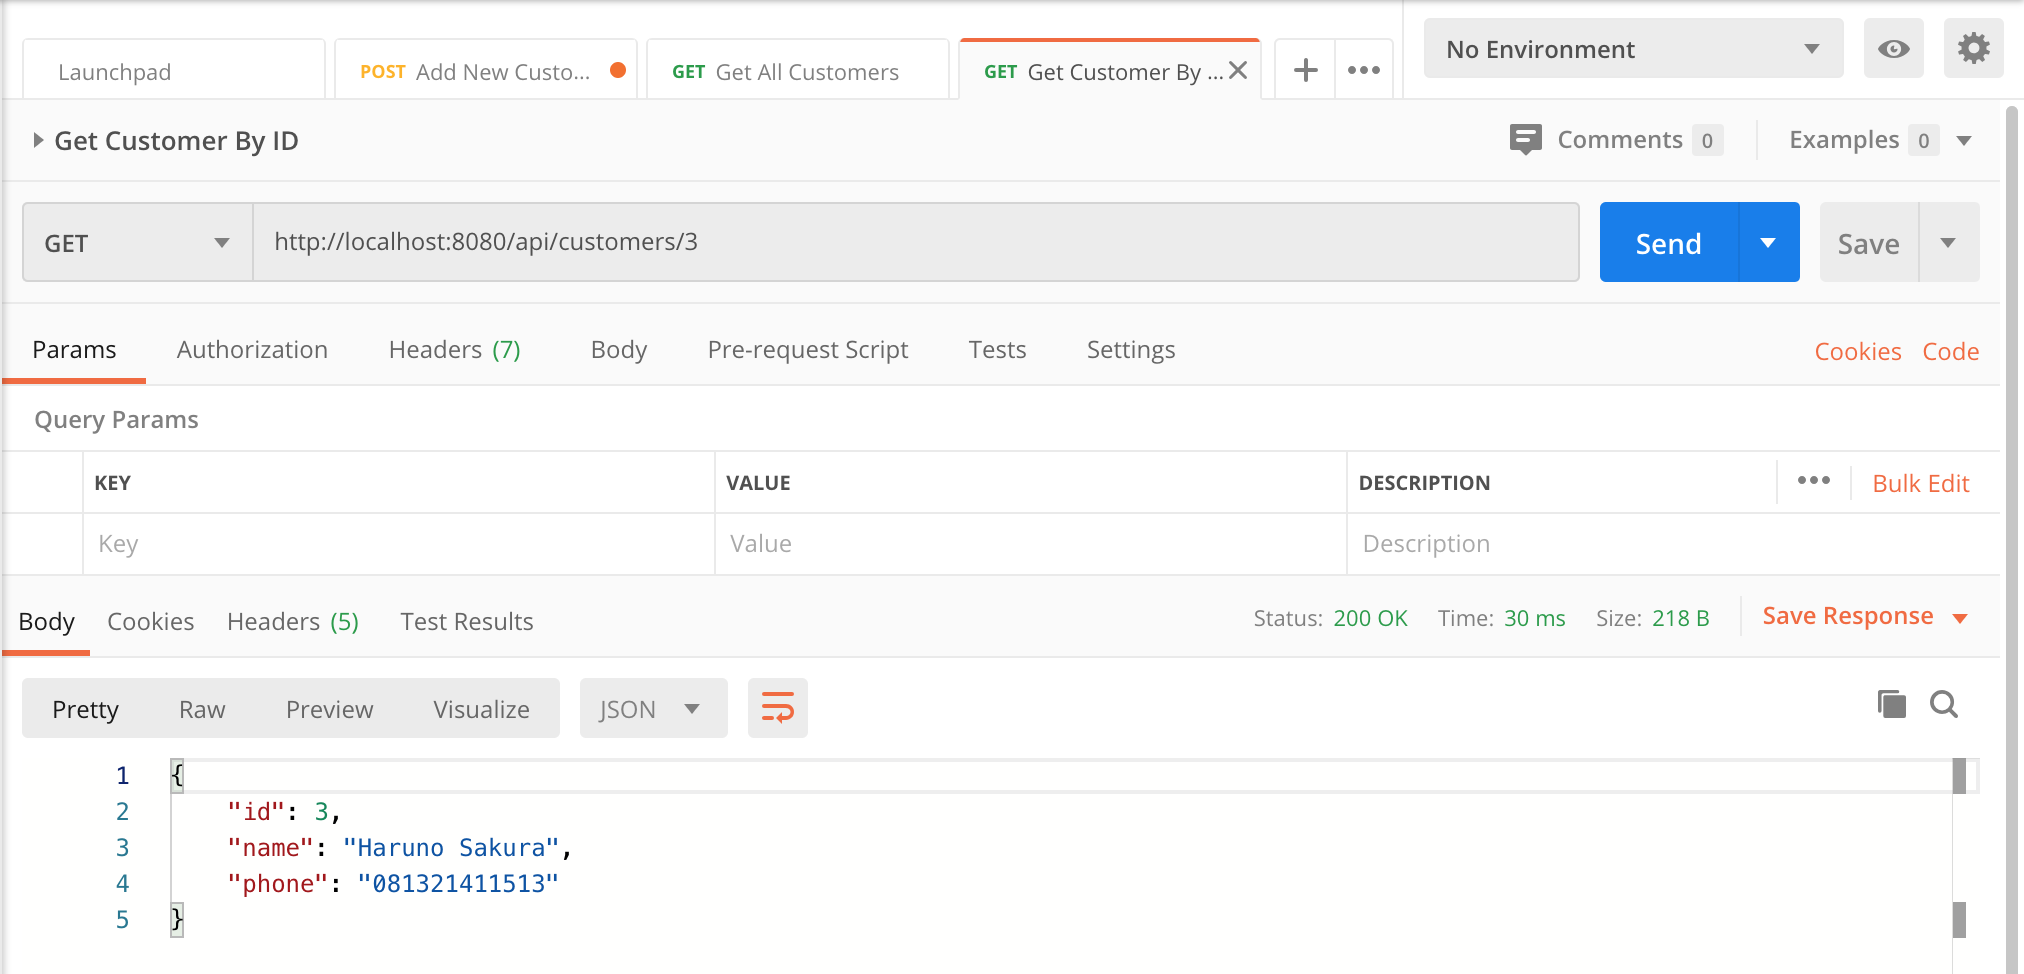 Launchpad
POST Add New Custo...
GET Get All Customers
GET Get Customer By ...
No Environment
Get Customer By ID
Comments 0
Examples 0
GET
http://localhost:8080/api/customers/3
Send
Save
Params Authorization Headers (7) Body Pre-request Script Tests Settings
Cookies Code
Query Params
KEY VALUE DESCRIPTION
Bulk Edit
Key Value Description
Body Cookies Headers (5) Test Results
Status: 200 OK Time: 30 ms Size: 218 B
Save Response
Pretty Raw Preview Visualize
JSON
1 {
2 "id": 3,
3 "name": "Haruno Sakura",
4 "phone": "081321411513"
5 }